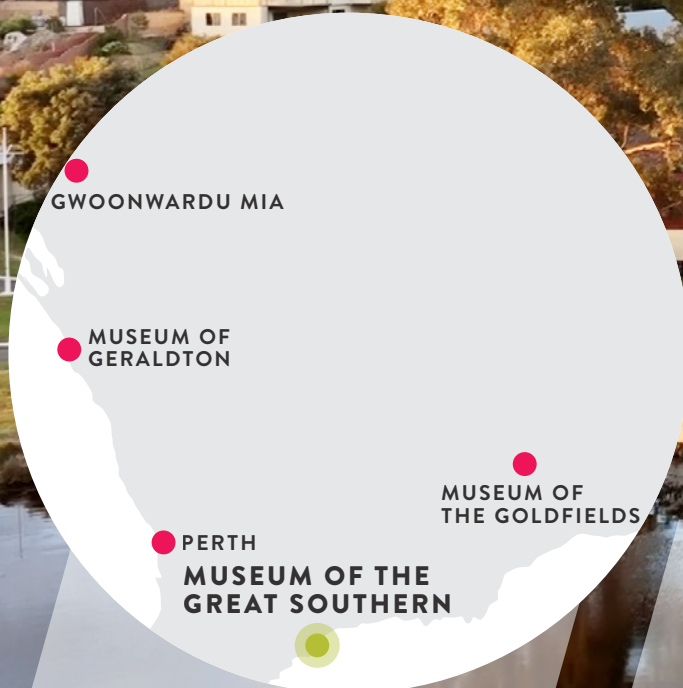 GWOONWARDU MIA
MUSEUM OF
GERALDTON
MUSEUM OF
THE GOLDFIELDS
PERTH
MUSEUM OF THE
GREAT SOUTHERN